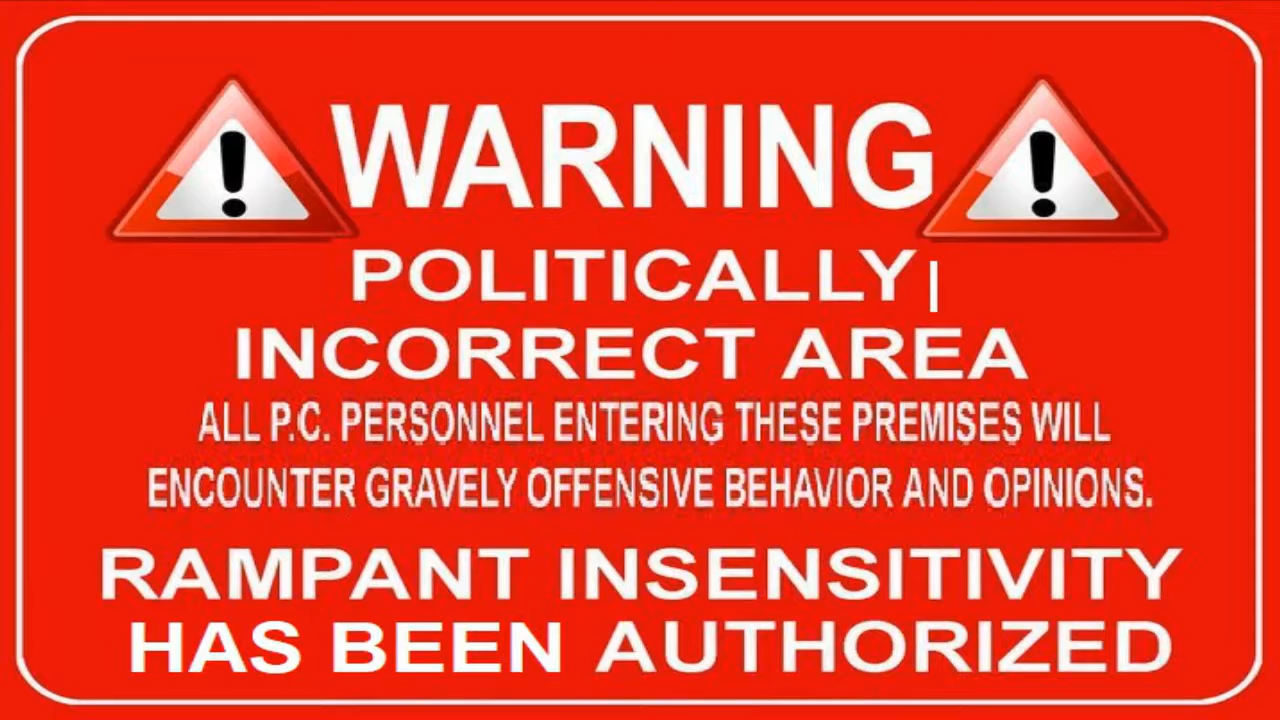 WARNING
POLITICALLY|
INCORRECT AREA
ALL P.C. PERSONNEL ENTERING THESE PREMISES WILL
ENCOUNTER GRAVELY OFFENSIVE BEHAVIOR AND OPINIONS.
RAMPANT INSENSITIVITY
HAS BEEN AUTHORIZED